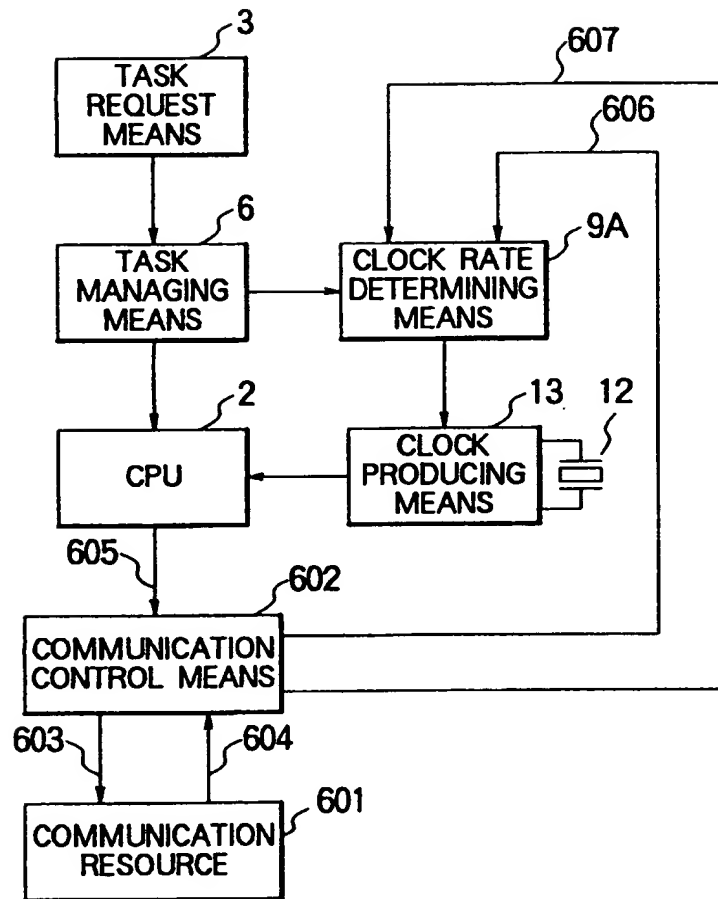 3
607
TASK
REQUEST
MEANS
606
6
9A
TASK
MANAGING
MEANS
CLOCK RATE
DETERMINING
MEANS
2
13
12
CPU
CLOCK
PRODUCING
MEANS
605
602
COMMUNICATION
CONTROL MEANS
603
604
601
COMMUNICATION
RESOURCE